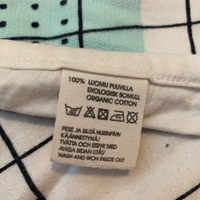 100% LUOMU PUUVILLA
EKOLOGISK BOMULL
ORGANIC COTTON
PESE JA SILITÄ NURINPÄIN
KÄÄNNETTYNÄ
TVÄTTA OCH STRYK MED
AVIGA SIDAN UTÅT/
WASH AND IRON INSIDE OUT